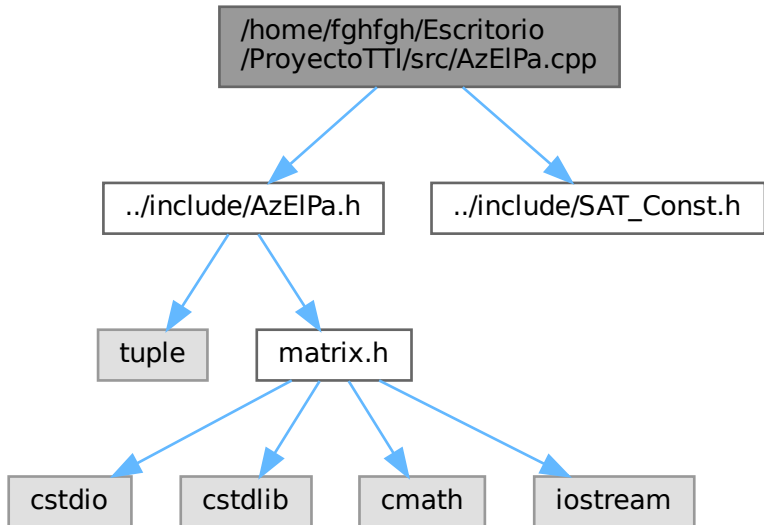 /home/fghfgh/Escritorio
/ProyectoTTI/src/AzElPa.cpp
../include/AzElPa.h
../include/SAT_Const.h
tuple
matrix.h
cstdio
cstdlib
cmath
iostream